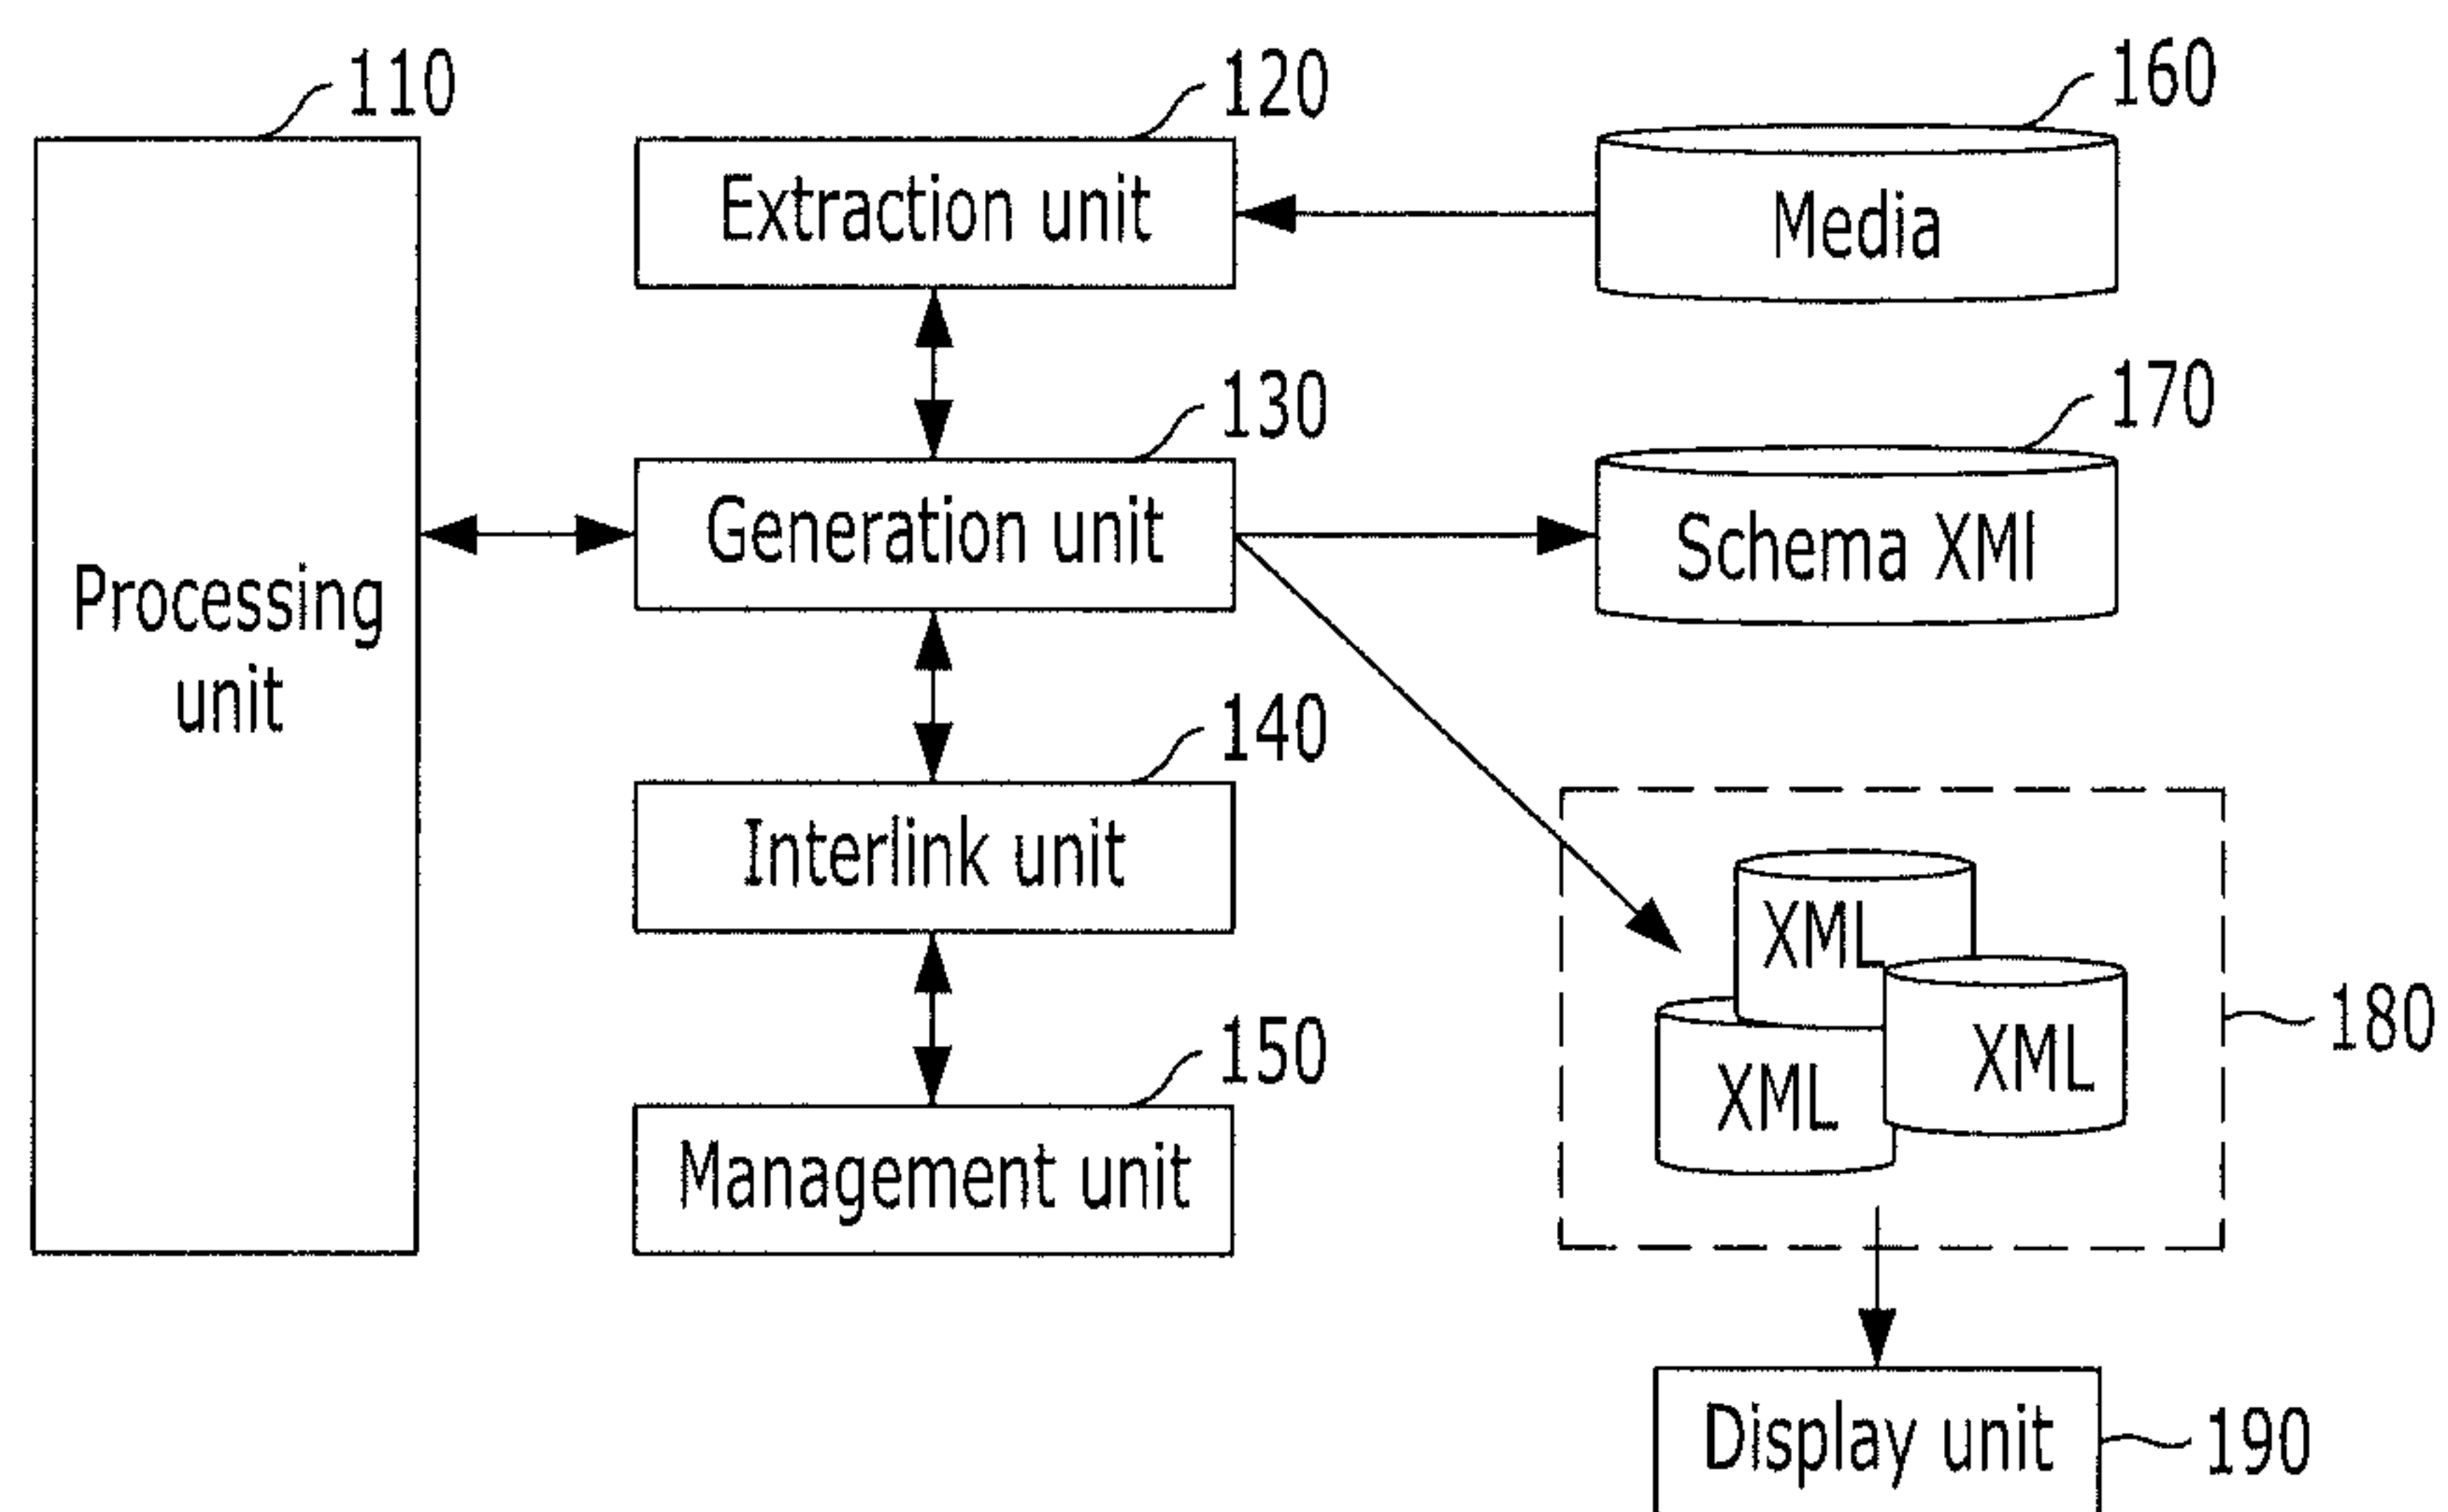 110
120
160
Extraction unit
Media
130
170
Generation unit
Schema XMl
Processing
unit
140
Interlink unit
XML
XML
XML
180
150
Management unit
Display unit
190